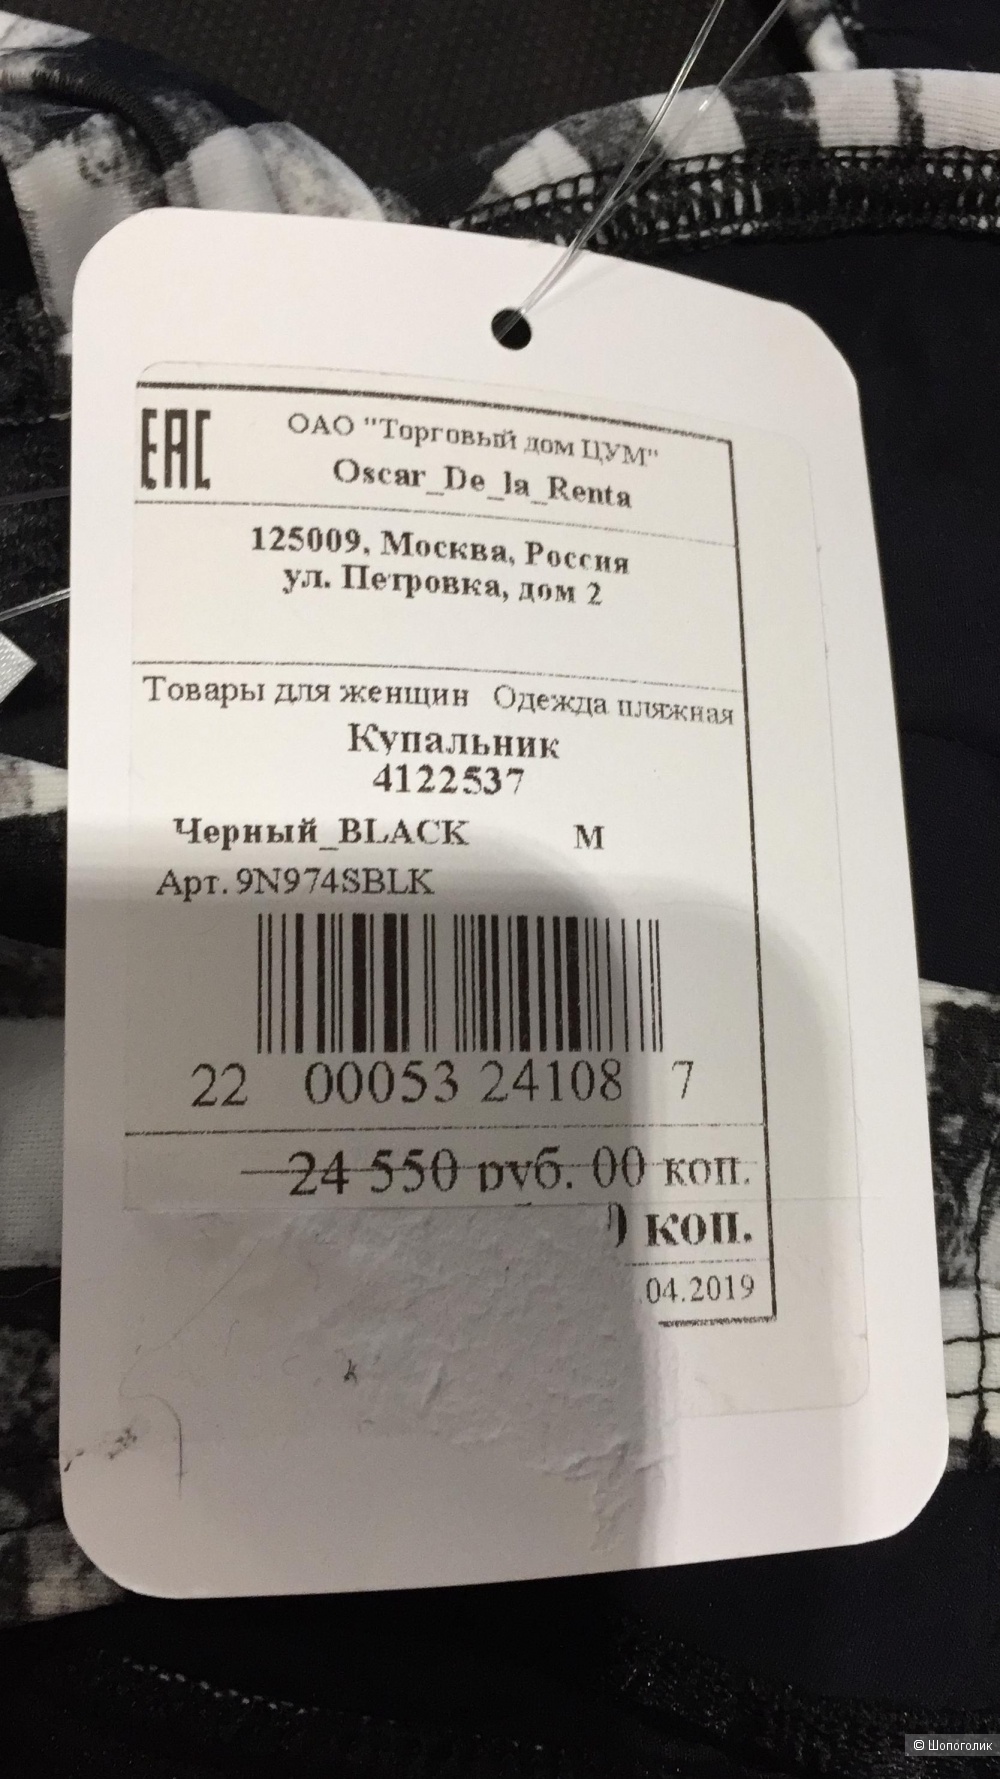 EAC
ОАО "Торговый дом ЦУМ"
Oscar_De_la_Renta
125009, Москва, Россия
ул. Петровка, дом 2
Товары для женщин Одежда пляжная
Купальник
4122537
Черный_BLACK M
Арт. 9N974SBLK
22 00053 24108 7
24 550 руб. 00 коп.
коп.
04.2019
© Шопоголик